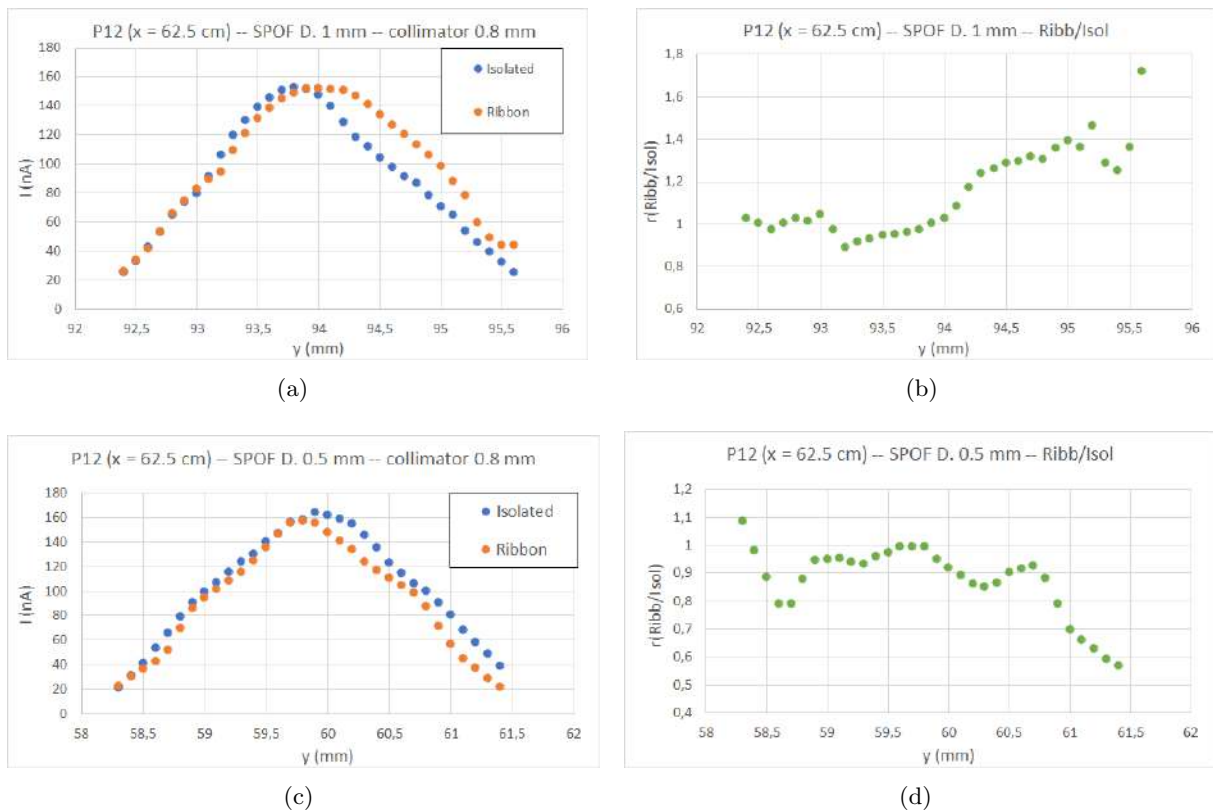 P12 (x = 62.5 cm) -- SPOF D. 1 mm -- collimator 0.8 mm
180
160
140
120
100
80
60
40
20
0
I (nA)
Isolated
Ribbon
92 92,5 93 93,5 94 94,5 95 95,5 96
y (mm)
(a)
P12 (x = 62.5 cm) -- SPOF D. 1 mm -- Ribb/Isol
1,8
1,6
1,4
1,2
1
0,8
0,6
r(Ribb/Isol)
92 92,5 93 93,5 94 94,5 95 95,5 96
y (mm)
(b)
P12 (x = 62.5 cm) -- SPOF D. 0.5 mm -- collimator 0.8 mm
180
160
140
120
100
80
60
40
20
0
I (nA)
Isolated
Ribbon
58 58,5 59 59,5 60 60,5 61 61,5 62
y (mm)
(c)
P12 (x = 62.5 cm) -- SPOF D. 0.5 mm -- Ribb/Isol
1,2
1,1
1
0,9
0,8
0,7
0,6
0,5
0,4
r(Ribb/Isol)
58 58,5 59 59,5 60 60,5 61 61,5 62
y (mm)
(d)